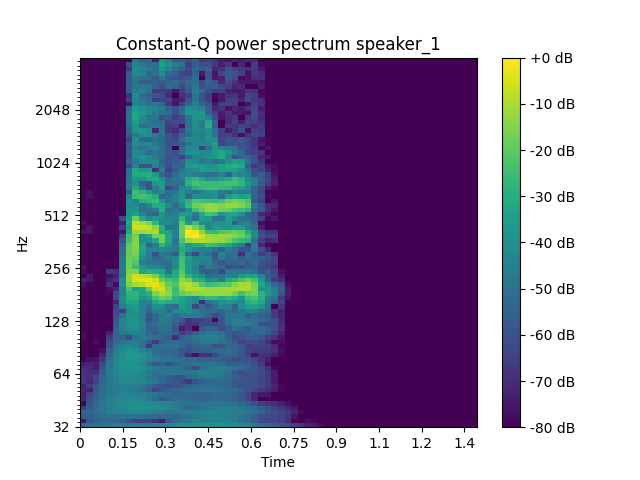 Constant-Q power spectrum speaker_1
+0 dB
-10 dB
-20 dB
-30 dB
-40 dB
-50 dB
-60 dB
-70 dB
-80 dB
Hz
2048
1024
512
256
128
64
32
0 0.15 0.3 0.45 0.6 0.75 0.9 1.1 1.2 1.4
Time